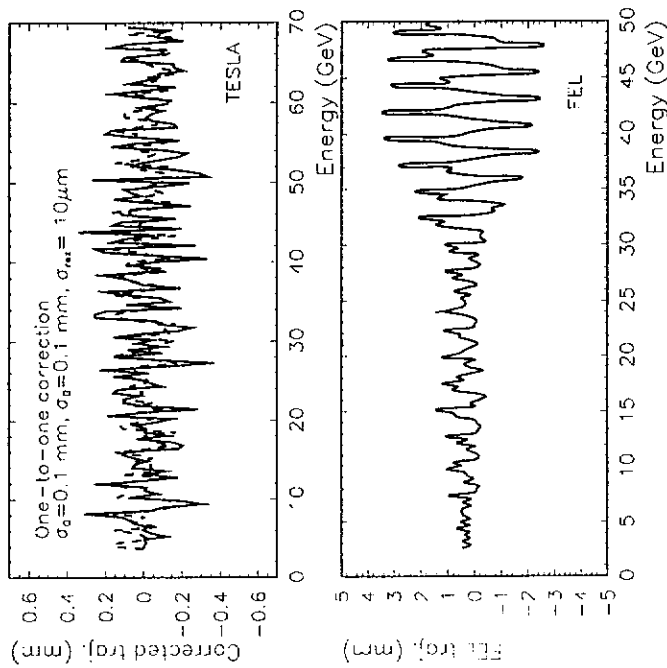 One-to-one correction
σₐ=0.1 mm, σ_B=0.1 mm, σ_res= 10μm
TESLA
Corrected traj. (mm)
0.6
0.4
0.2
0
-0.2
-0.4
-0.6
0 10 20 30 40 50 60 70
Energy (GeV)
FEL
FEL traj. (mm)
5
4
3
2
1
0
-1
-2
-3
-4
-5
0 5 10 15 20 25 30 35 40 45 50
Energy (GeV)